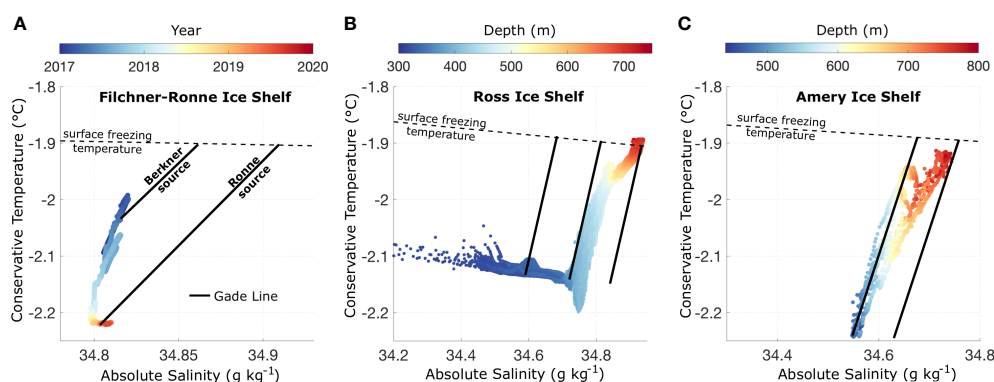 A
Year
2017 2018 2019 2020
Filchner-Ronne Ice Shelf
surface freezing
temperature
Berkner
source
Ronne
source
Gade Line
-1.8
-1.9
-2
-2.1
-2.2
Conservative Temperature (°C)
34.8 34.85 34.9
Absolute Salinity (g kg-1)
B
Depth (m)
300 400 500 600 700
Ross Ice Shelf
surface freezing
temperature
-1.8
-1.9
-2
-2.1
-2.2
Conservative Temperature (°C)
34.2 34.4 34.6 34.8
Absolute Salinity (g kg-1)
C
Depth (m)
500 600 700 800
Amery Ice Shelf
surface freezing
temperature
-1.8
-1.9
-2
-2.1
-2.2
Conservative Temperature (°C)
34.4 34.6 34.8
Absolute Salinity (g kg-1)